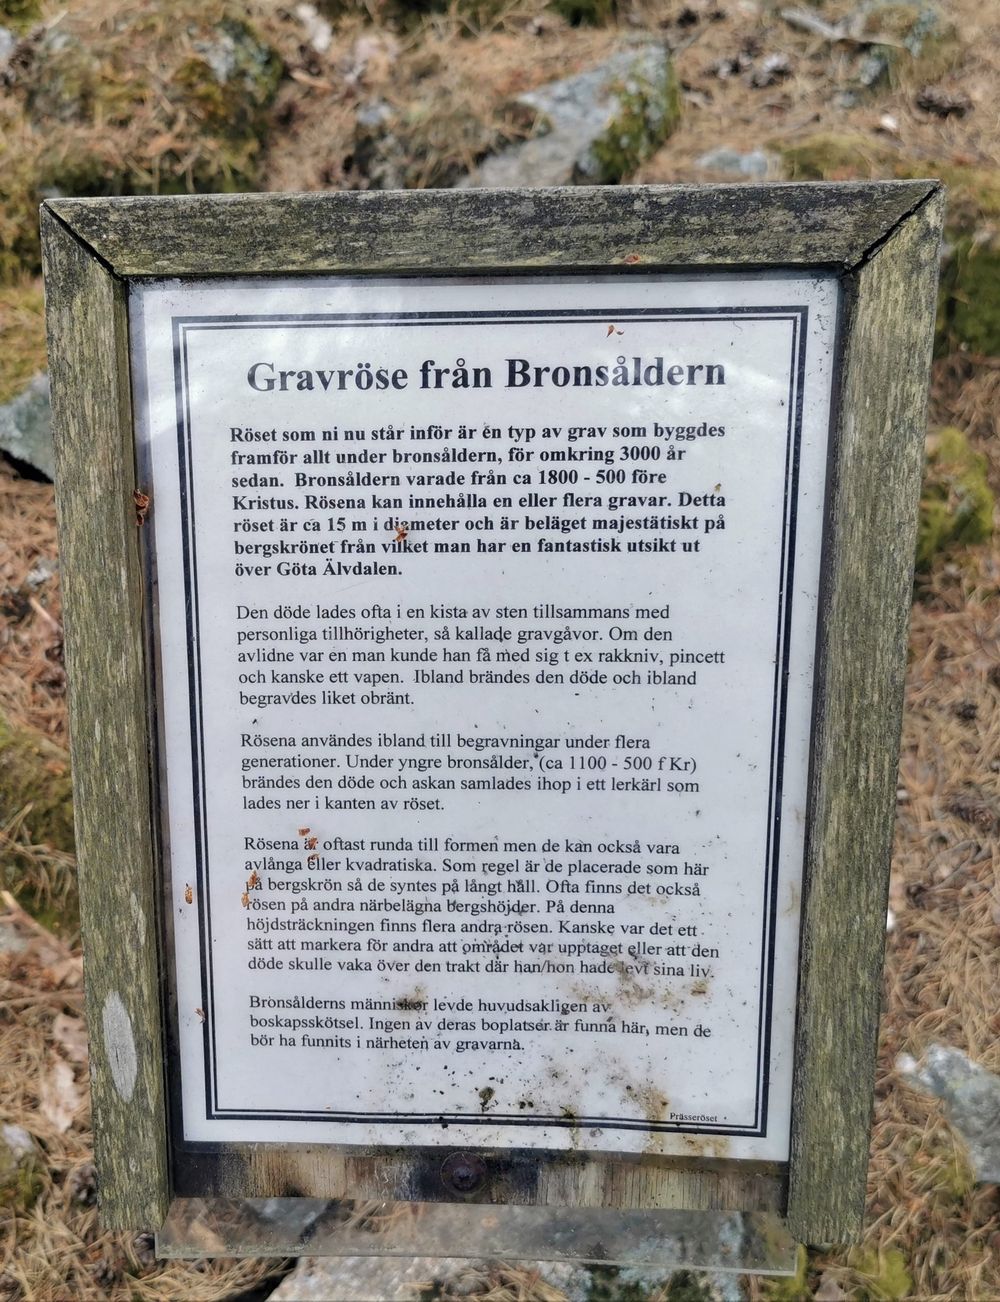 Gravröse från Bronsåldern
Röset som ni nu står inför är en typ av grav som byggdes
framför allt under bronsåldern, för omkring 3000 år
sedan. Bronsåldern varade från ca 1800 - 500 före
Kristus. Rösena kan innehålla en eller flera gravar. Detta
röset är ca 15 m i diameter och är beläget majestätiskt på
bergskrönet från vilket man har en fantastisk utsikt ut
över Göta Älvdalen.
Den döde lades ofta i en kista av sten tillsammans med
personliga tillhörigheter, så kallade gravgåvor. Om den
avlidne var en man kunde han få med sig t ex rakkniv, pincett
och kanske ett vapen. Ibland brändes den döde och ibland
begravdes liket obränt.
Rösena användes ibland till begravningar under flera
generationer. Under yngre bronsålder, (ca 1100 - 500 f Kr)
brändes den döde och askan samlades ihop i ett lerkärl som
lades ner i kanten av röset.
Rösena är oftast runda till formen men de kan också vara
avlånga eller kvadratiska. Som regel är de placerade som här
på bergskrön så de syntes på långt håll. Ofta finns det också
rösen på andra närbelägna bergshöjder. På denna
höjdsträckningen finns flera andra rösen. Kanske var det ett
sätt att markera för andra att området var upptaget eller att den
döde skulle vaka över den trakt där han/hon hade levt sina liv.
Bronsålderns människor levde huvudsakligen av
boskapsskötsel. Ingen av deras boplatser är funna här, men de
bör ha funnits i närheten av gravarna.
Prässeröset